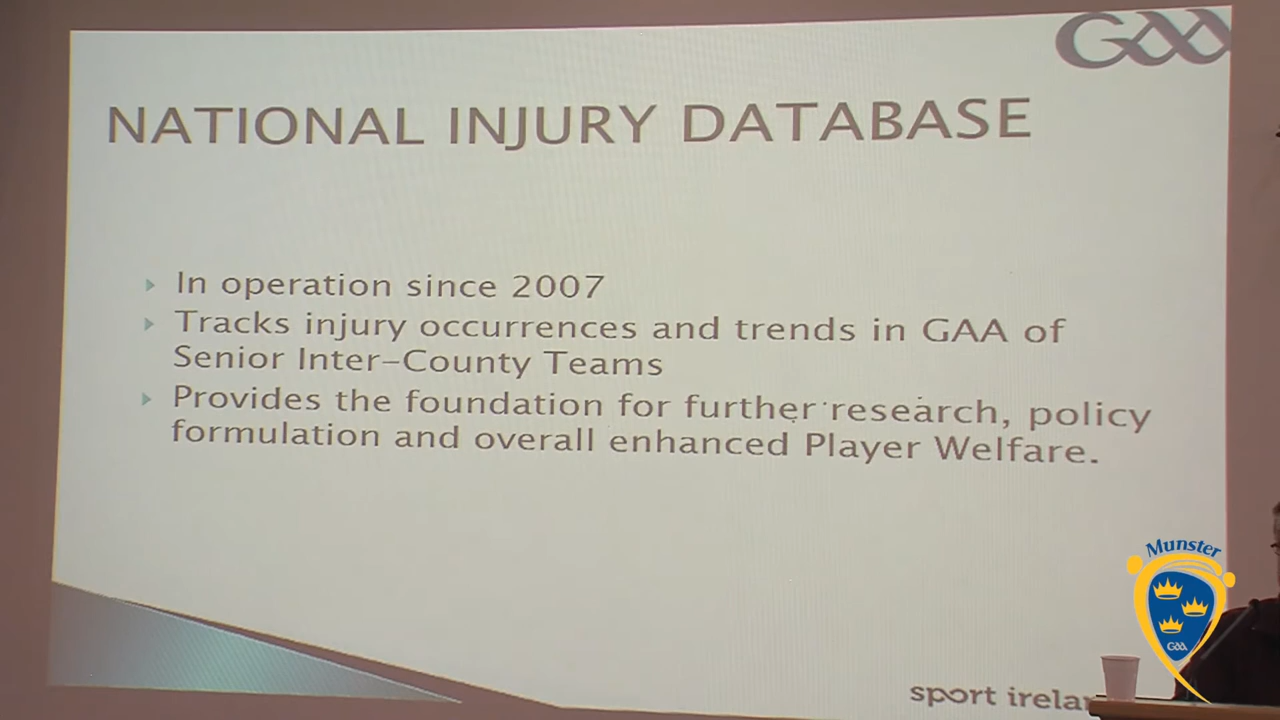 GAA
NATIONAL INJURY DATABASE
In operation since 2007
Tracks injury occurrences and trends in GAA of
Senior Inter-County Teams
Provides the foundation for further research, policy
formulation and overall enhanced Player Welfare.
Munster
GAA
sport irela